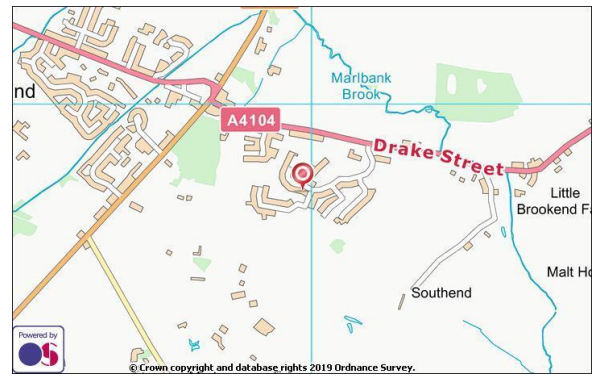 Marlbank
Brook
nd
A4104
Drake Street
Little
Brookend Fa
Malt Ho
Southend
Powered by
OS
© Crown copyright and database rights 2019 Ordnance Survey.